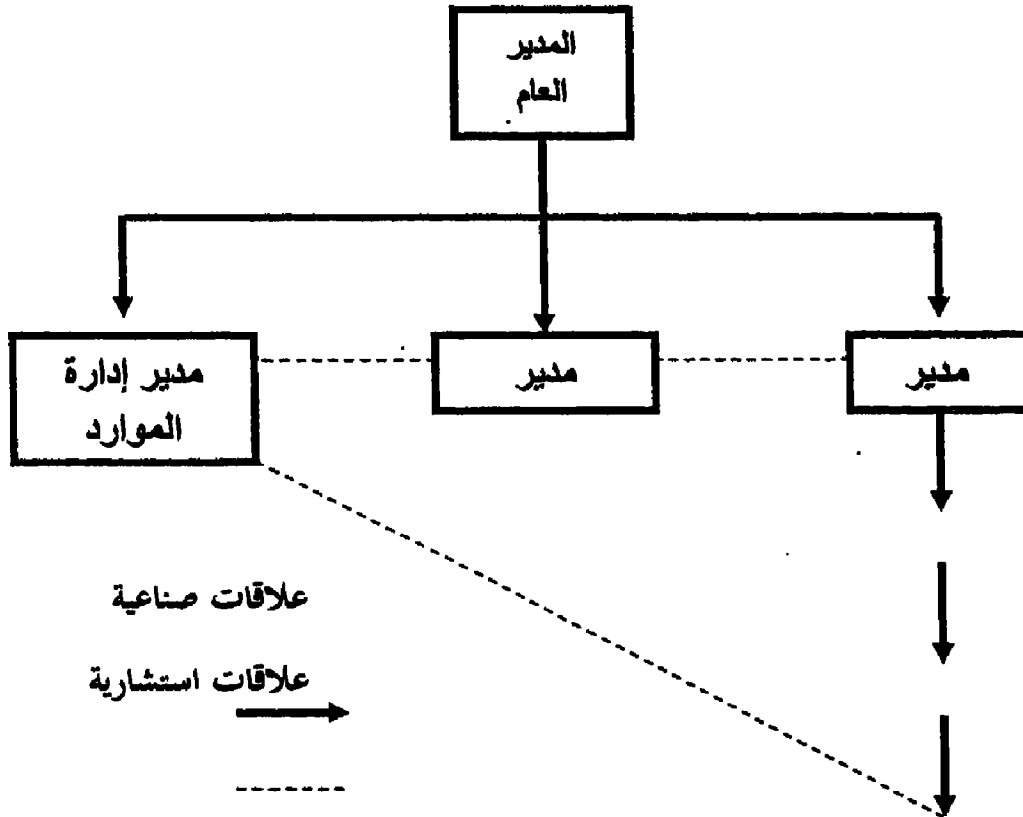 المدير
العام
مدير
مدير
مدير إدارة
الموارد
علاقات صناعية
علاقات استشارية